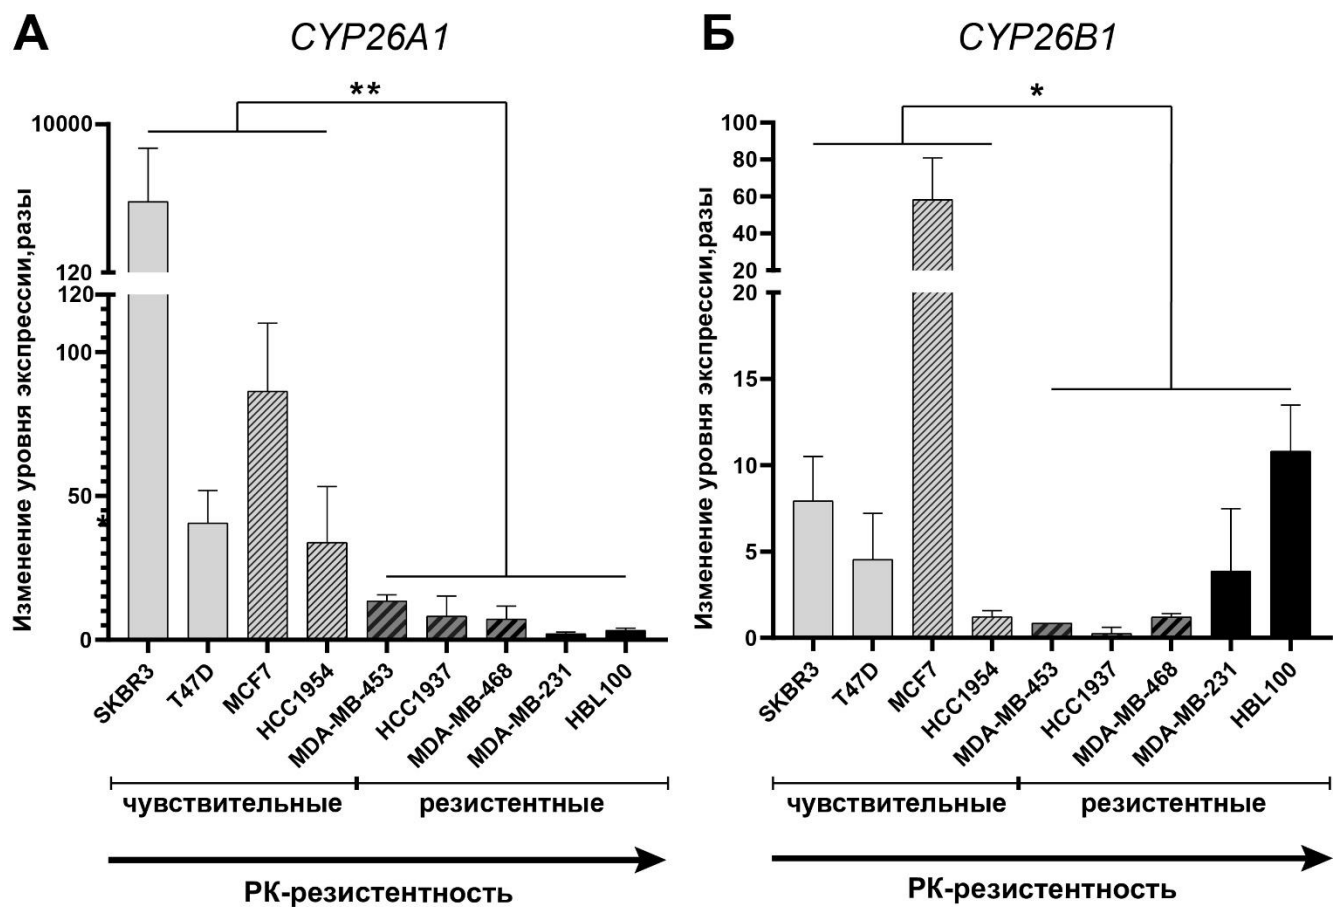 А
CYP26A1
**
Изменение уровня экспрессии,разы
10000
120
120
100
50
*
0
SKBR3
T47D
MCF7
HCC1954
MDA-MB-453
HCC1937
MDA-MB-468
MDA-MB-231
HBL100
чувствительные
резистентные
РК-резистентность
Б
CYP26B1
*
Изменение уровня экспрессии,разы
100
80
60
40
20
20
15
10
5
0
SKBR3
T47D
MCF7
HCC1954
MDA-MB-453
HCC1937
MDA-MB-468
MDA-MB-231
HBL100
чувствительные
резистентные
РК-резистентность